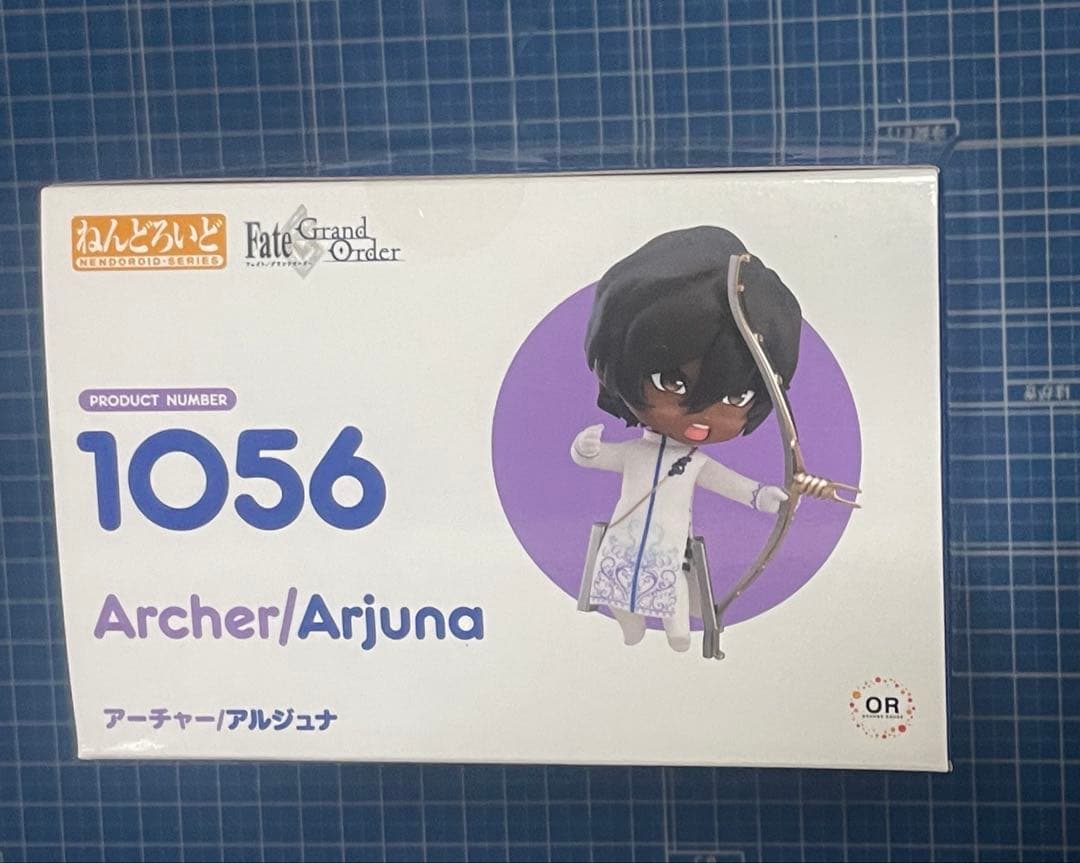 ねんどろいど
NENDOROID·SERIES
Fate Grand
Order
フェイト/グランドオーダー
PRODUCT NUMBER
1056
Archer/Arjuna
アーチャー/アルジュナ
OR
ORANGE ROUGE